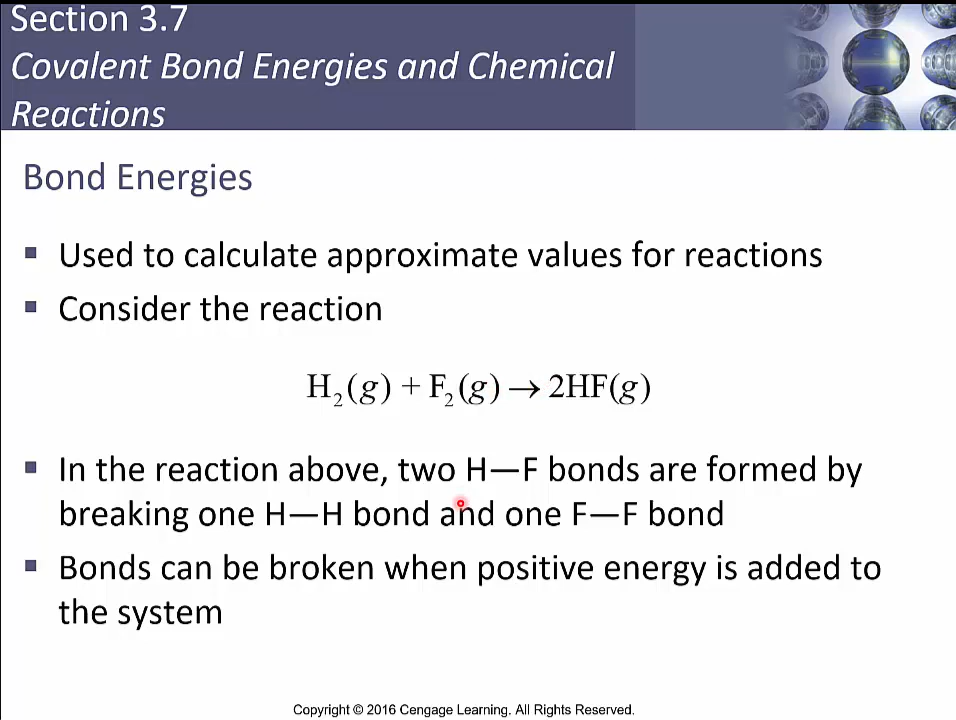 Section 3.7
Covalent Bond Energies and Chemical
Reactions
Bond Energies
▪ Used to calculate approximate values for reactions
▪ Consider the reaction
H₂(g) + F₂(g) → 2HF(g)
▪ In the reaction above, two H—F bonds are formed by
breaking one H—H bond and one F—F bond
▪ Bonds can be broken when positive energy is added to
the system
Copyright © 2016 Cengage Learning. All Rights Reserved.